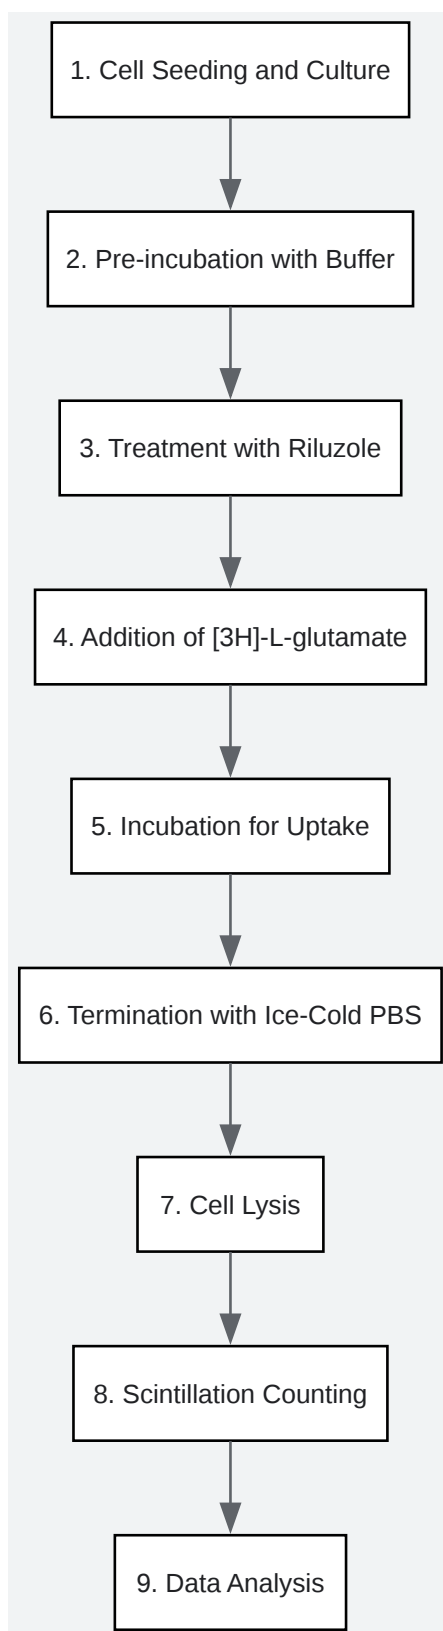 1. Cell Seeding and Culture
2. Pre-incubation with Buffer
3. Treatment with Riluzole
4. Addition of [3H]-L-glutamate
5. Incubation for Uptake
6. Termination with Ice-Cold PBS
7. Cell Lysis
8. Scintillation Counting
9. Data Analysis